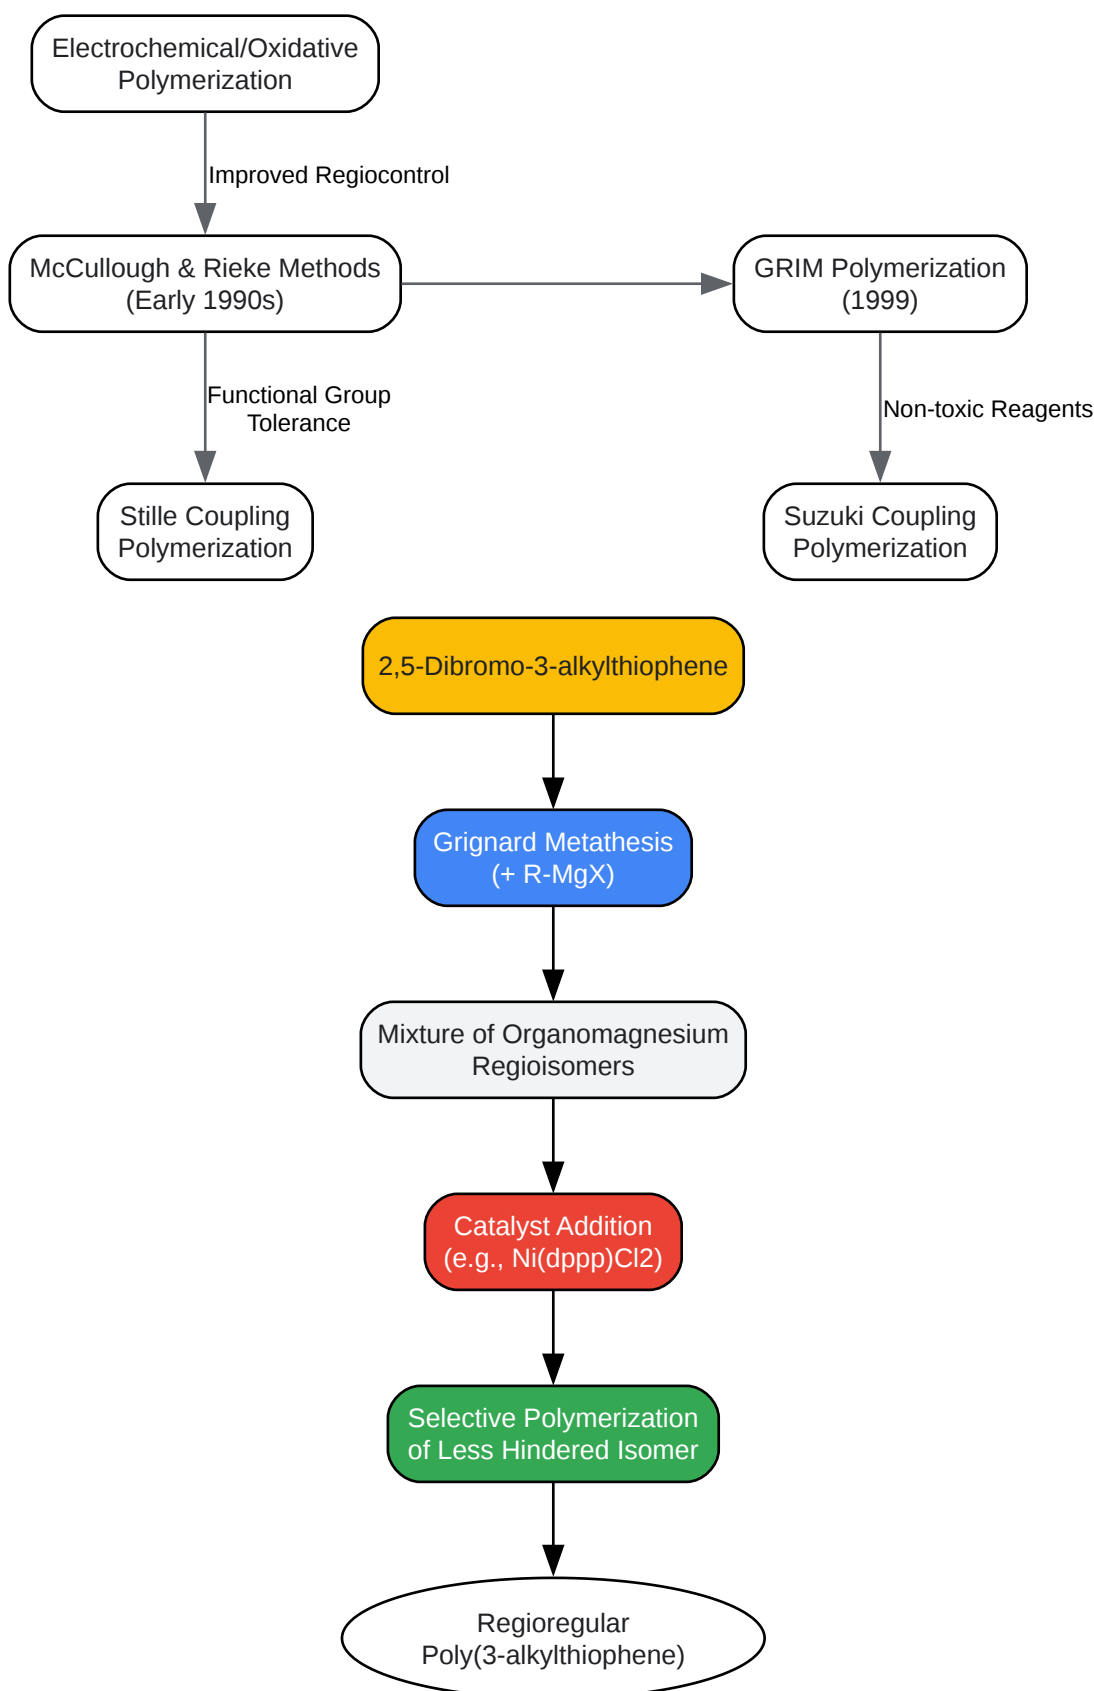 Electrochemical/Oxidative
Polymerization
Improved Regiocontrol
McCullough & Rieke Methods
(Early 1990s)
GRIM Polymerization
(1999)
Functional Group
Tolerance
Non-toxic Reagents
Stille Coupling
Polymerization
Suzuki Coupling
Polymerization
2,5-Dibromo-3-alkylthiophene
Grignard Metathesis
(+ R-MgX)
Mixture of Organomagnesium
Regioisomers
Catalyst Addition
(e.g., Ni(dppp)Cl2)
Selective Polymerization
of Less Hindered Isomer
Regioregular
Poly(3-alkylthiophene)